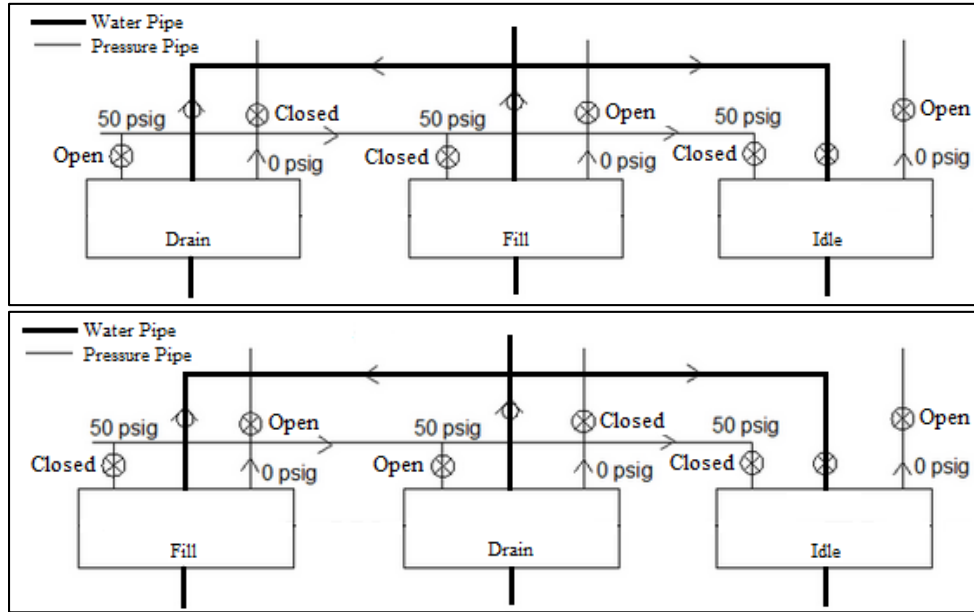 Water Pipe
Pressure Pipe
50 psig
Closed
50 psig
Open
50 psig
Open
Open
0 psig
Closed
0 psig
Closed
0 psig
Drain
Fill
Idle
Water Pipe
Pressure Pipe
50 psig
Open
50 psig
Closed
50 psig
Open
Closed
0 psig
Open
0 psig
Closed
0 psig
Fill
Drain
Idle